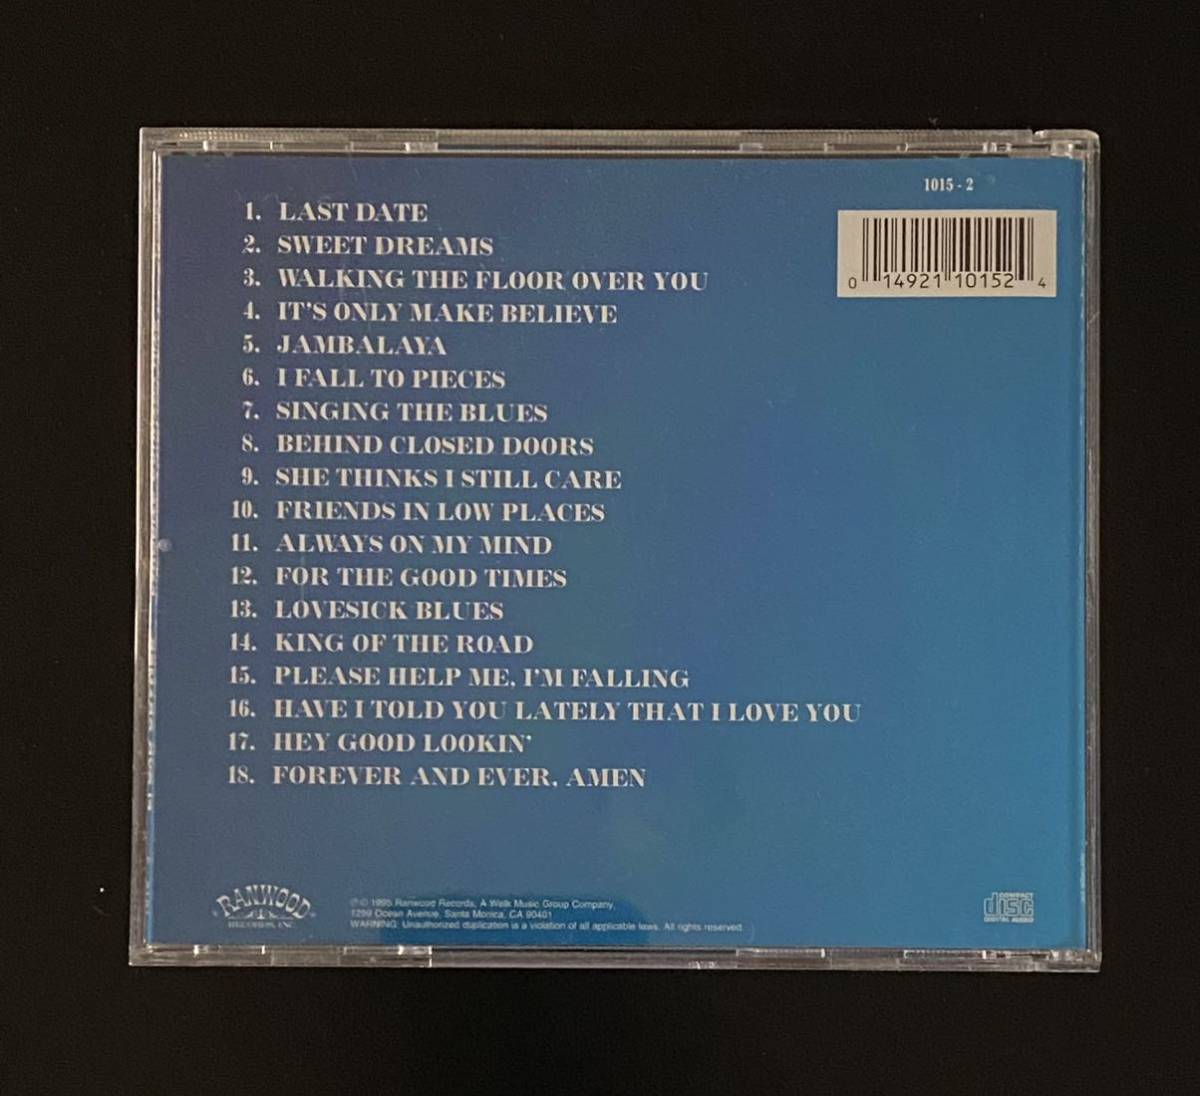 1015 - 2
0 14921 10152 4
1. LAST DATE
2. SWEET DREAMS
3. WALKING THE FLOOR OVER YOU
4. IT'S ONLY MAKE BELIEVE
5. JAMBALAYA
6. I FALL TO PIECES
7. SINGING THE BLUES
8. BEHIND CLOSED DOORS
9. SHE THINKS I STILL CARE
10. FRIENDS IN LOW PLACES
11. ALWAYS ON MY MIND
12. FOR THE GOOD TIMES
13. LOVESICK BLUES
14. KING OF THE ROAD
15. PLEASE HELP ME, I'M FALLING
16. HAVE I TOLD YOU LATELY THAT I LOVE YOU
17. HEY GOOD LOOKIN'
18. FOREVER AND EVER, AMEN
RANWOOD
RECORDS, INC.
℗© 1995 Ranwood Records, A Welk Music Group Company,
1299 Ocean Avenue, Santa Monica, CA 90401
WARNING: Unauthorized duplication is a violation of all applicable laws. All rights reserved.
COMPACT
disc
DIGITAL AUDIO